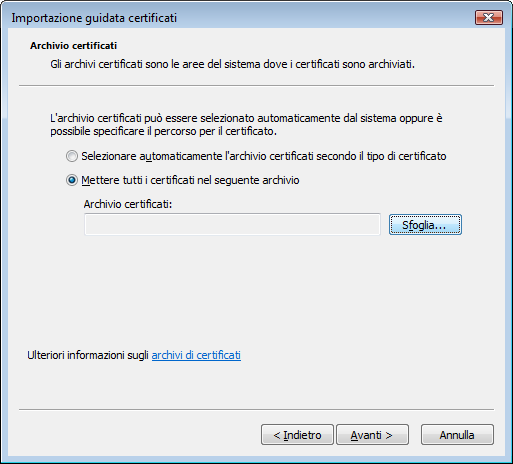 Importazione guidata certificati
Archivio certificati
Gli archivi certificati sono le aree del sistema dove i certificati sono archiviati.
L'archivio certificati può essere selezionato automaticamente dal sistema oppure è
possibile specificare il percorso per il certificato.
Selezionare automaticamente l'archivio certificati secondo il tipo di certificato
Mettere tutti i certificati nel seguente archivio
Archivio certificati:
Sfoglia...
Ulteriori informazioni sugli archivi di certificati
< Indietro Avanti > Annulla